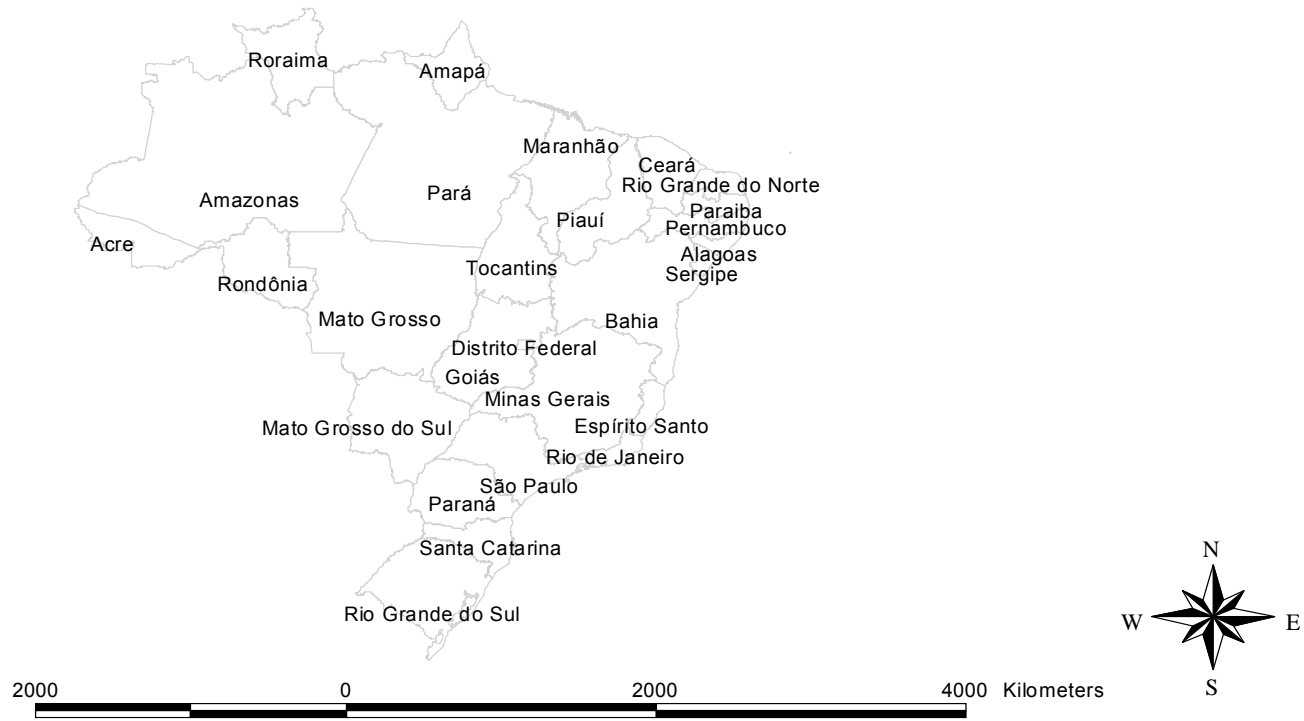 Roraima
Amapá
Maranhão
Ceará
Rio Grande do Norte
Amazonas
Pará
Paraiba
Piauí
Pernambuco
Acre
Alagoas
Tocantins
Sergipe
Rondônia
Mato Grosso
Bahia
Distrito Federal
Goiás
Minas Gerais
Mato Grosso do Sul
Espírito Santo
Rio de Janeiro
São Paulo
Paraná
Santa Catarina
Rio Grande do Sul
N
W
E
S
2000 0 2000 4000 Kilometers